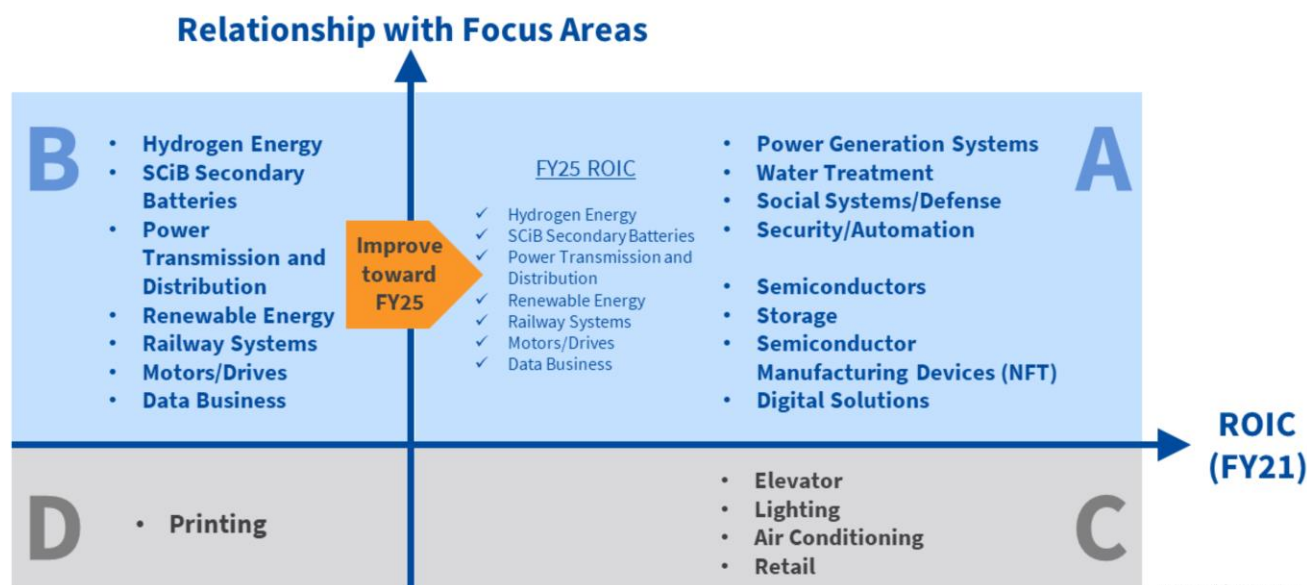 Relationship with Focus Areas
B
• Hydrogen Energy
• SCiB Secondary
Batteries
• Power
Transmission and
Distribution
• Renewable Energy
• Railway Systems
• Motors/Drives
• Data Business
Improve
toward
FY25
FY25 ROIC
✓ Hydrogen Energy
✓ SCiB Secondary Batteries
✓ Power Transmission and
Distribution
✓ Renewable Energy
✓ Railway Systems
✓ Motors/Drives
✓ Data Business
• Power Generation Systems
• Water Treatment
• Social Systems/Defense
• Security/Automation
• Semiconductors
• Storage
• Semiconductor
Manufacturing Devices (NFT)
• Digital Solutions
A
ROIC
(FY21)
D
• Printing
• Elevator
• Lighting
• Air Conditioning
• Retail
C